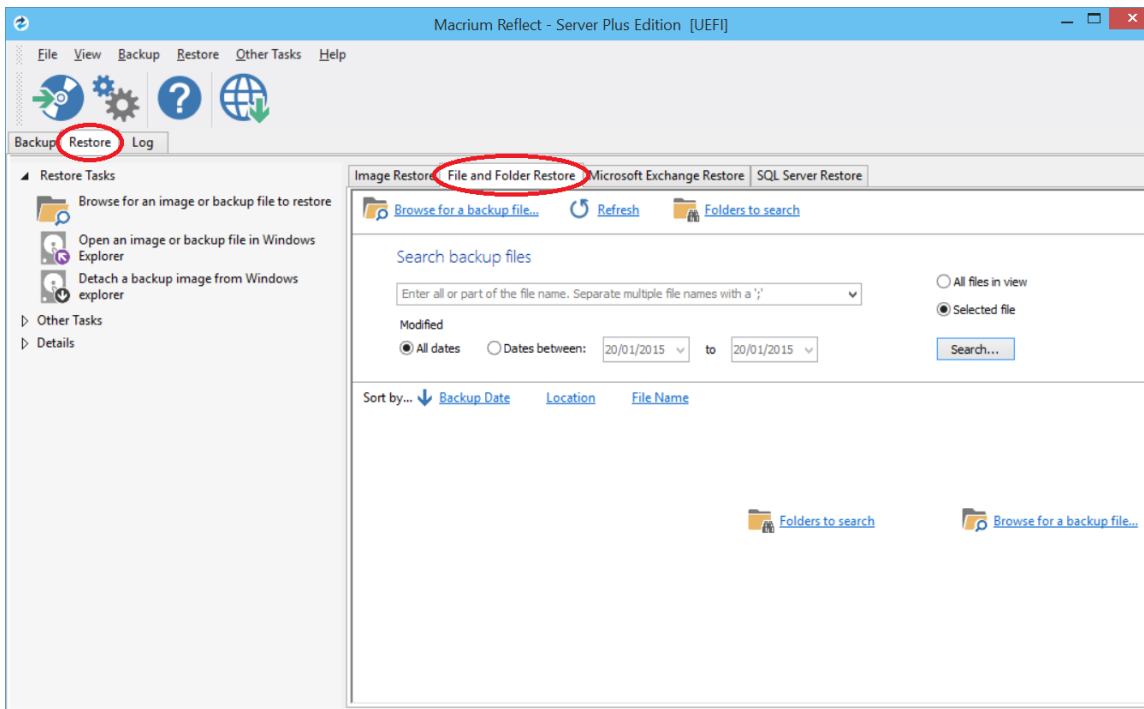 Macrium Reflect - Server Plus Edition [UEFI]
File View Backup Restore Other Tasks Help
Backup Restore Log
Restore Tasks
Browse for an image or backup file to restore
Open an image or backup file in Windows
Explorer
Detach a backup image from Windows
explorer
Other Tasks
Details
Image Restore File and Folder Restore Microsoft Exchange Restore SQL Server Restore
Browse for a backup file... Refresh Folders to search
Search backup files
Enter all or part of the file name. Separate multiple file names with a ';'
All files in view
Selected file
Modified
All dates Dates between: 20/01/2015 to 20/01/2015 Search...
Sort by... Backup Date Location File Name
Folders to search Browse for a backup file...